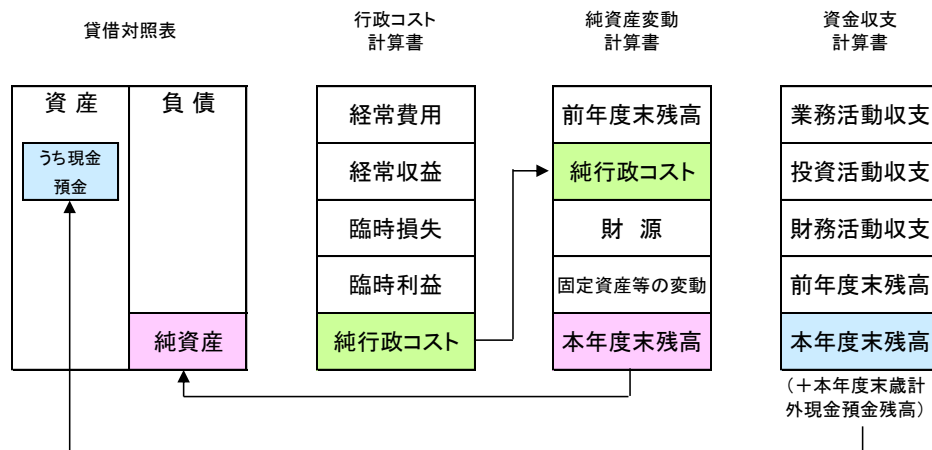 貸借対照表
行政コスト
計算書
純資産変動
計算書
資金収支
計算書
資 産
負 債
うち現金
預金
純資産
経常費用
経常収益
臨時損失
臨時利益
純行政コスト
前年度末残高
純行政コスト
財 源
固定資産等の変動
本年度末残高
業務活動収支
投資活動収支
財務活動収支
前年度末残高
本年度末残高
(+本年度末歳計
外現金預金残高)